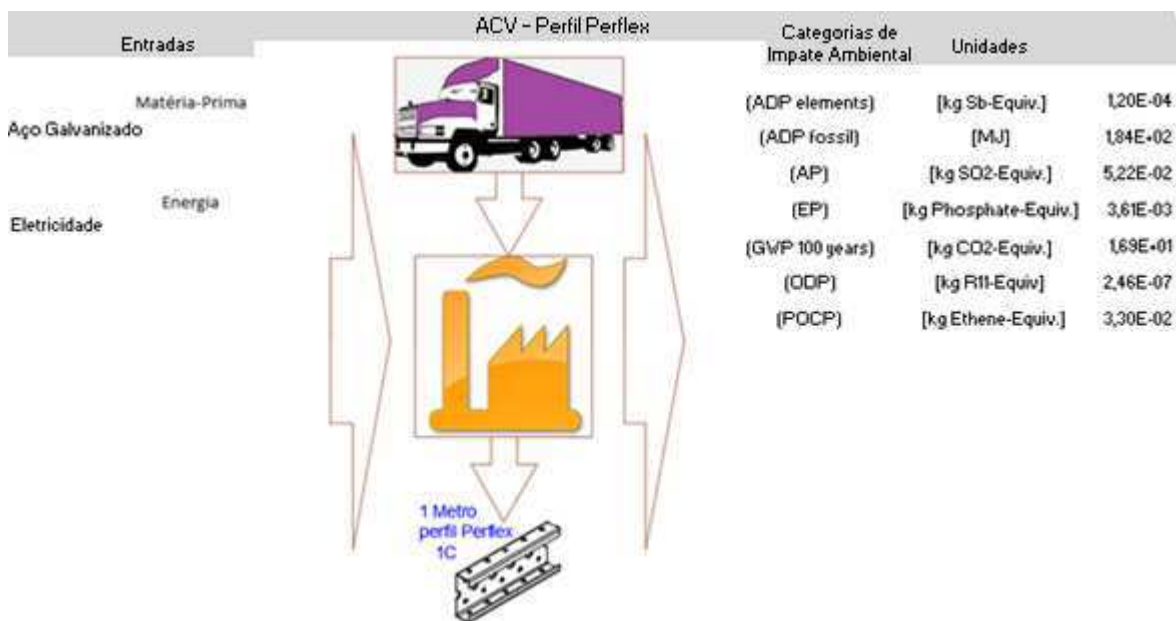 ACV - Perfil Perflex
Entradas
Categorias de
Impate Ambiental
Unidades
Matéria-Prima
Aço Galvanizado
Energia
Eletricidade
(ADP elements) [kg Sb-Equiv.] 1,20E-04
(ADP fossil) [MJ] 1,84E+02
(AP) [kg SO2-Equiv.] 5,22E-02
(EP) [kg Phosphate-Equiv.] 3,61E-03
(GWP 100 years) [kg CO2-Equiv.] 1,69E+01
(ODP) [kg R11-Equiv] 2,46E-07
(POCP) [kg Ethene-Equiv.] 3,30E-02
1 Metro
perfil Perflex
1C